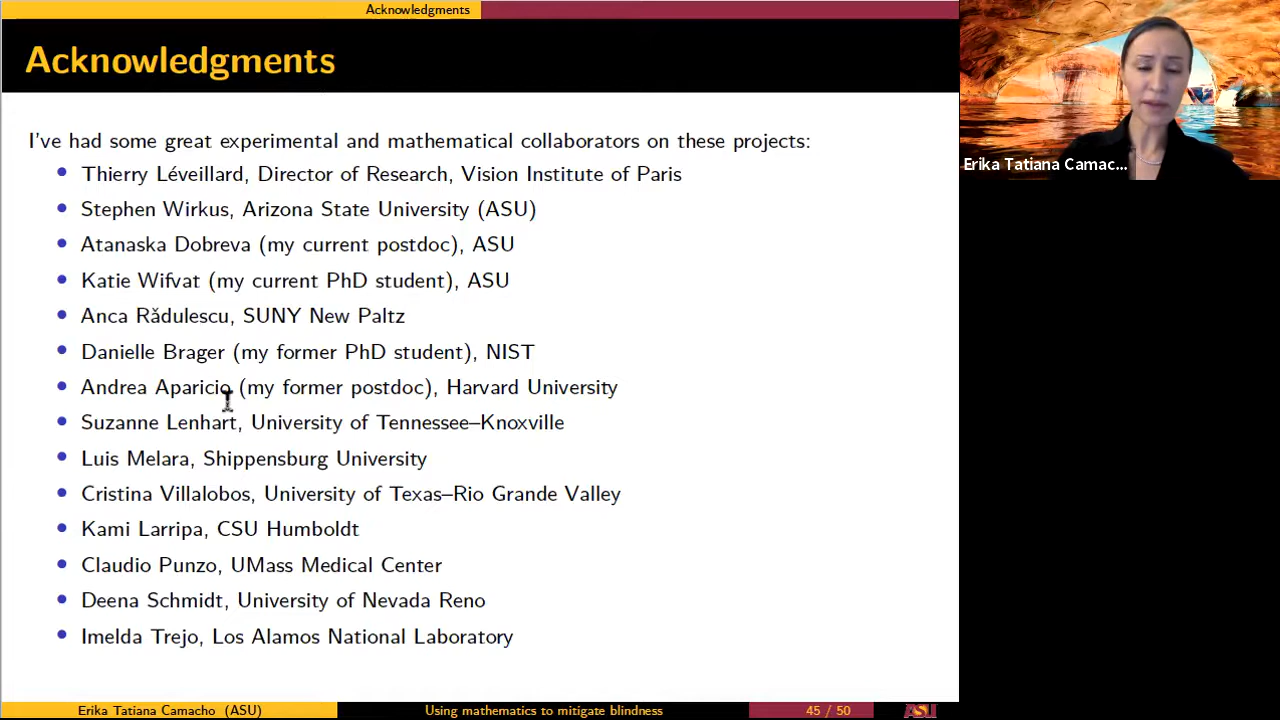 Acknowledgments
Acknowledgments
I've had some great experimental and mathematical collaborators on these projects:
Thierry Léveillard, Director of Research, Vision Institute of Paris
Stephen Wirkus, Arizona State University (ASU)
Atanaska Dobreva (my current postdoc), ASU
Katie Wifvat (my current PhD student), ASU
Anca Rădulescu, SUNY New Paltz
Danielle Brager (my former PhD student), NIST
Andrea Aparicio (my former postdoc), Harvard University
Suzanne Lenhart, University of Tennessee–Knoxville
Luis Melara, Shippensburg University
Cristina Villalobos, University of Texas–Rio Grande Valley
Kami Larripa, CSU Humboldt
Claudio Punzo, UMass Medical Center
Deena Schmidt, University of Nevada Reno
Imelda Trejo, Los Alamos National Laboratory
Erika Tatiana Camacho (ASU)
Using mathematics to mitigate blindness
45 / 50
ASU
Erika Tatiana Camac...